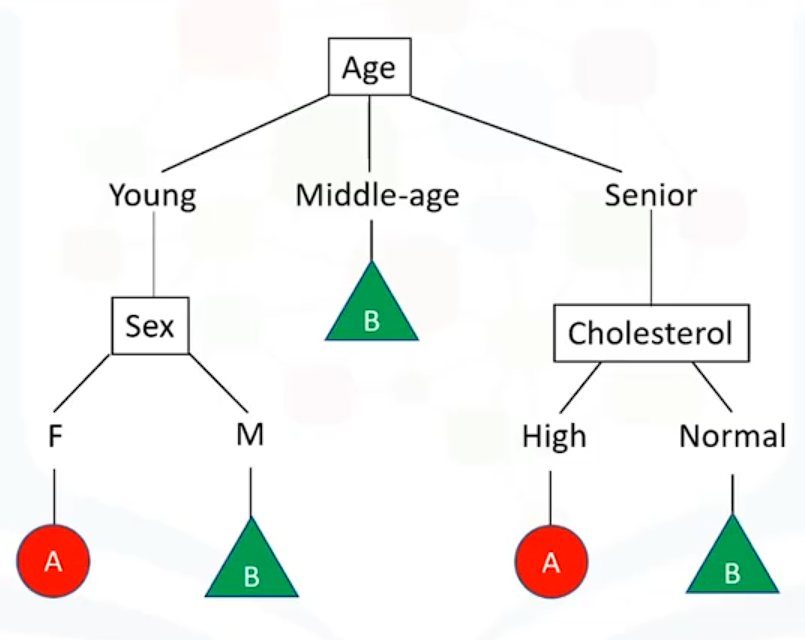 Age
Young Middle-age Senior
B
Sex Cholesterol
F M High Normal
A B A B